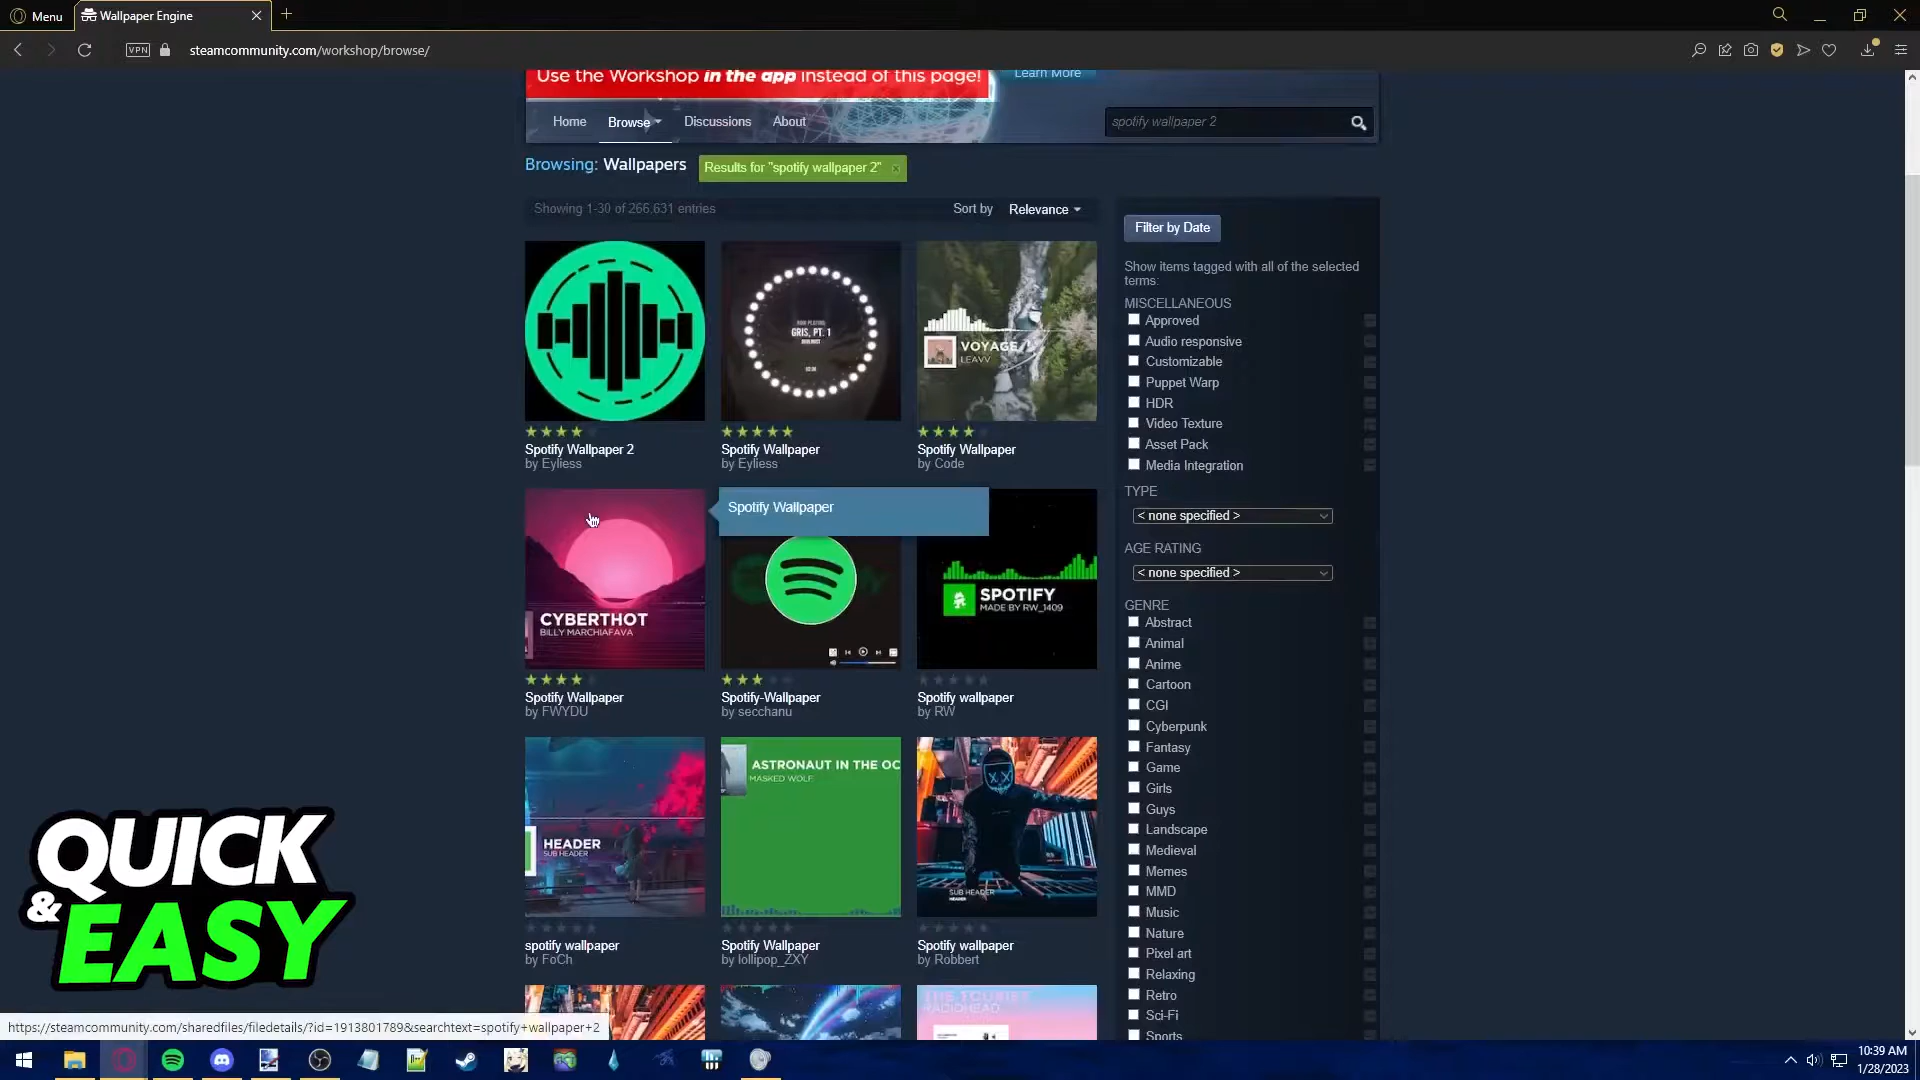 Menu
Wallpaper Engine
VPN
steamcommunity.com/workshop/browse/
Use the Workshop in the app instead of this page!
Learn More
Home
Browse
Discussions
About
spotify wallpaper 2
Browsing: Wallpapers
Results for "spotify wallpaper 2"
Showing 1-30 of 266,631 entries
Sort by
Relevance
Filter by Date
Show items tagged with all of the selected
terms:
MISCELLANEOUS
Approved
Audio responsive
Customizable
Puppet Warp
HDR
Video Texture
Asset Pack
Media Integration
TYPE
< none specified >
AGE RATING
< none specified >
GENRE
Abstract
Animal
Anime
Cartoon
CGI
Cyberpunk
Fantasy
Game
Girls
Guys
Landscape
Medieval
Memes
MMD
Music
Nature
Pixel art
Relaxing
Retro
Sci-Fi
Sports
GRIS, PT. 1
VOYAGE
LEAVV
Spotify Wallpaper 2
by Eyliess
Spotify Wallpaper
by Eyliess
Spotify Wallpaper
by Code
Spotify Wallpaper
CYBERTHOT
BILLY MARCHIAFAVA
SPOTIFY
MADE BY RW_1409
Spotify Wallpaper
by FWYDU
Spotify-Wallpaper
by secchanu
Spotify wallpaper
by RW
HEADER
SUB HEADER
ASTRONAUT IN THE OC
MASKED WOLF
SUB HEADER
HEADER
spotify wallpaper
by FoCh
Spotify Wallpaper
by lollipop_ZXY
Spotify wallpaper
by Robbert
THE TOURIST
RADIOHEAD
QUICK
&
EASY
https://steamcommunity.com/sharedfiles/filedetails/?id=1913801789&searchtext=spotify+wallpaper+2
10:39 AM
1/28/2023